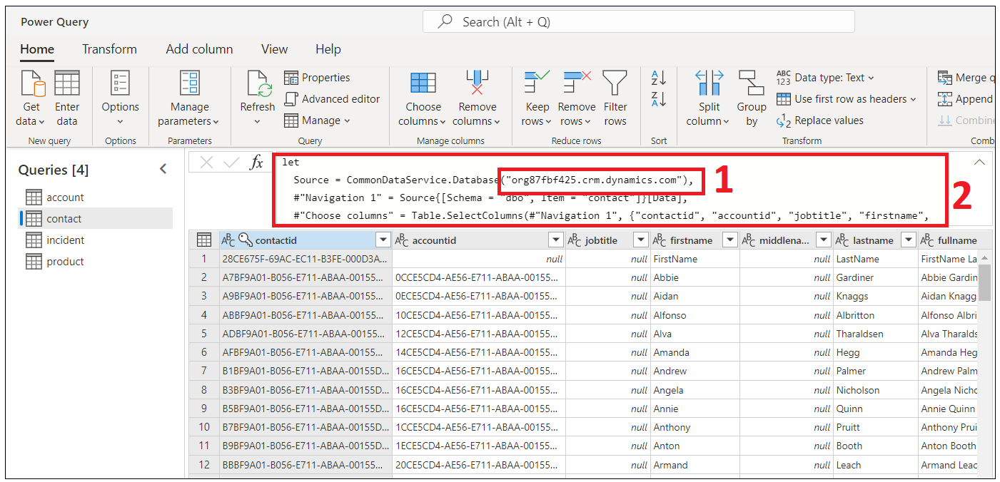 Power Query
Search (Alt + Q)
Home Transform Add column View Help
Get data
Enter data
New query
Options
Options
Manage parameters
Parameters
Refresh
Properties
Advanced editor
Manage
Query
Choose columns
Remove columns
Manage columns
Keep rows
Remove rows
Filter rows
Reduce rows
A Z
Z A
Sort
Split column
Group by
ABC 123 Data type: Text
Use first row as headers
1 2 Replace values
Transform
Merge q
Append
Combine
Comb
Queries [4]
account
contact
incident
product
fx
let
Source = CommonDataService.Database("org87fbf425.crm.dynamics.com"),
#"Navigation 1" = Source{[Schema = "dbo", Item = "contact"]}[Data],
#"Choose columns" = Table.SelectColumns(#"Navigation 1", {"contactid", "accountid", "jobtitle", "firstname",
1
2
ABC contactid ABC accountid ABC jobtitle ABC firstname ABC middlena... ABC lastname ABC fullname
1 28CE675F-69AC-EC11-B3FE-000D3A... null null FirstName null LastName FirstName La
2 A7BF9A01-B056-E711-ABAA-00155... 0CCE5CD4-AE56-E711-ABAA-00155... null Abbie null Gardiner Abbie Gardin
3 A9BF9A01-B056-E711-ABAA-00155... 0ECE5CD4-AE56-E711-ABAA-00155... null Aidan null Knaggs Aidan Knagg
4 ABBF9A01-B056-E711-ABAA-00155... 10CE5CD4-AE56-E711-ABAA-00155... null Alfonso null Albritton Alfonso Albri
5 ADBF9A01-B056-E711-ABAA-00155... 12CE5CD4-AE56-E711-ABAA-00155... null Alva null Tharaldsen Alva Tharalds
6 AFBF9A01-B056-E711-ABAA-00155... 14CE5CD4-AE56-E711-ABAA-00155... null Amanda null Hegg Amanda Heg
7 B1BF9A01-B056-E711-ABAA-00155D... 16CE5CD4-AE56-E711-ABAA-00155... null Andrew null Palmer Andrew Palm
8 B3BF9A01-B056-E711-ABAA-00155D... 16CE5CD4-AE56-E711-ABAA-00155... null Angela null Nicholson Angela Nicho
9 B5BF9A01-B056-E711-ABAA-00155D... 16CE5CD4-AE56-E711-ABAA-00155... null Annie null Quinn Annie Quinn
10 B7BF9A01-B056-E711-ABAA-00155D... 1CCE5CD4-AE56-E711-ABAA-00155... null Anthony null Pruitt Anthony Prui
11 B9BF9A01-B056-E711-ABAA-00155D... 1ECE5CD4-AE56-E711-ABAA-00155... null Anton null Booth Anton Booth
12 BBBF9A01-B056-E711-ABAA-00155... 20CE5CD4-AE56-E711-ABAA-00155... null Armand null Leach Armand Leac